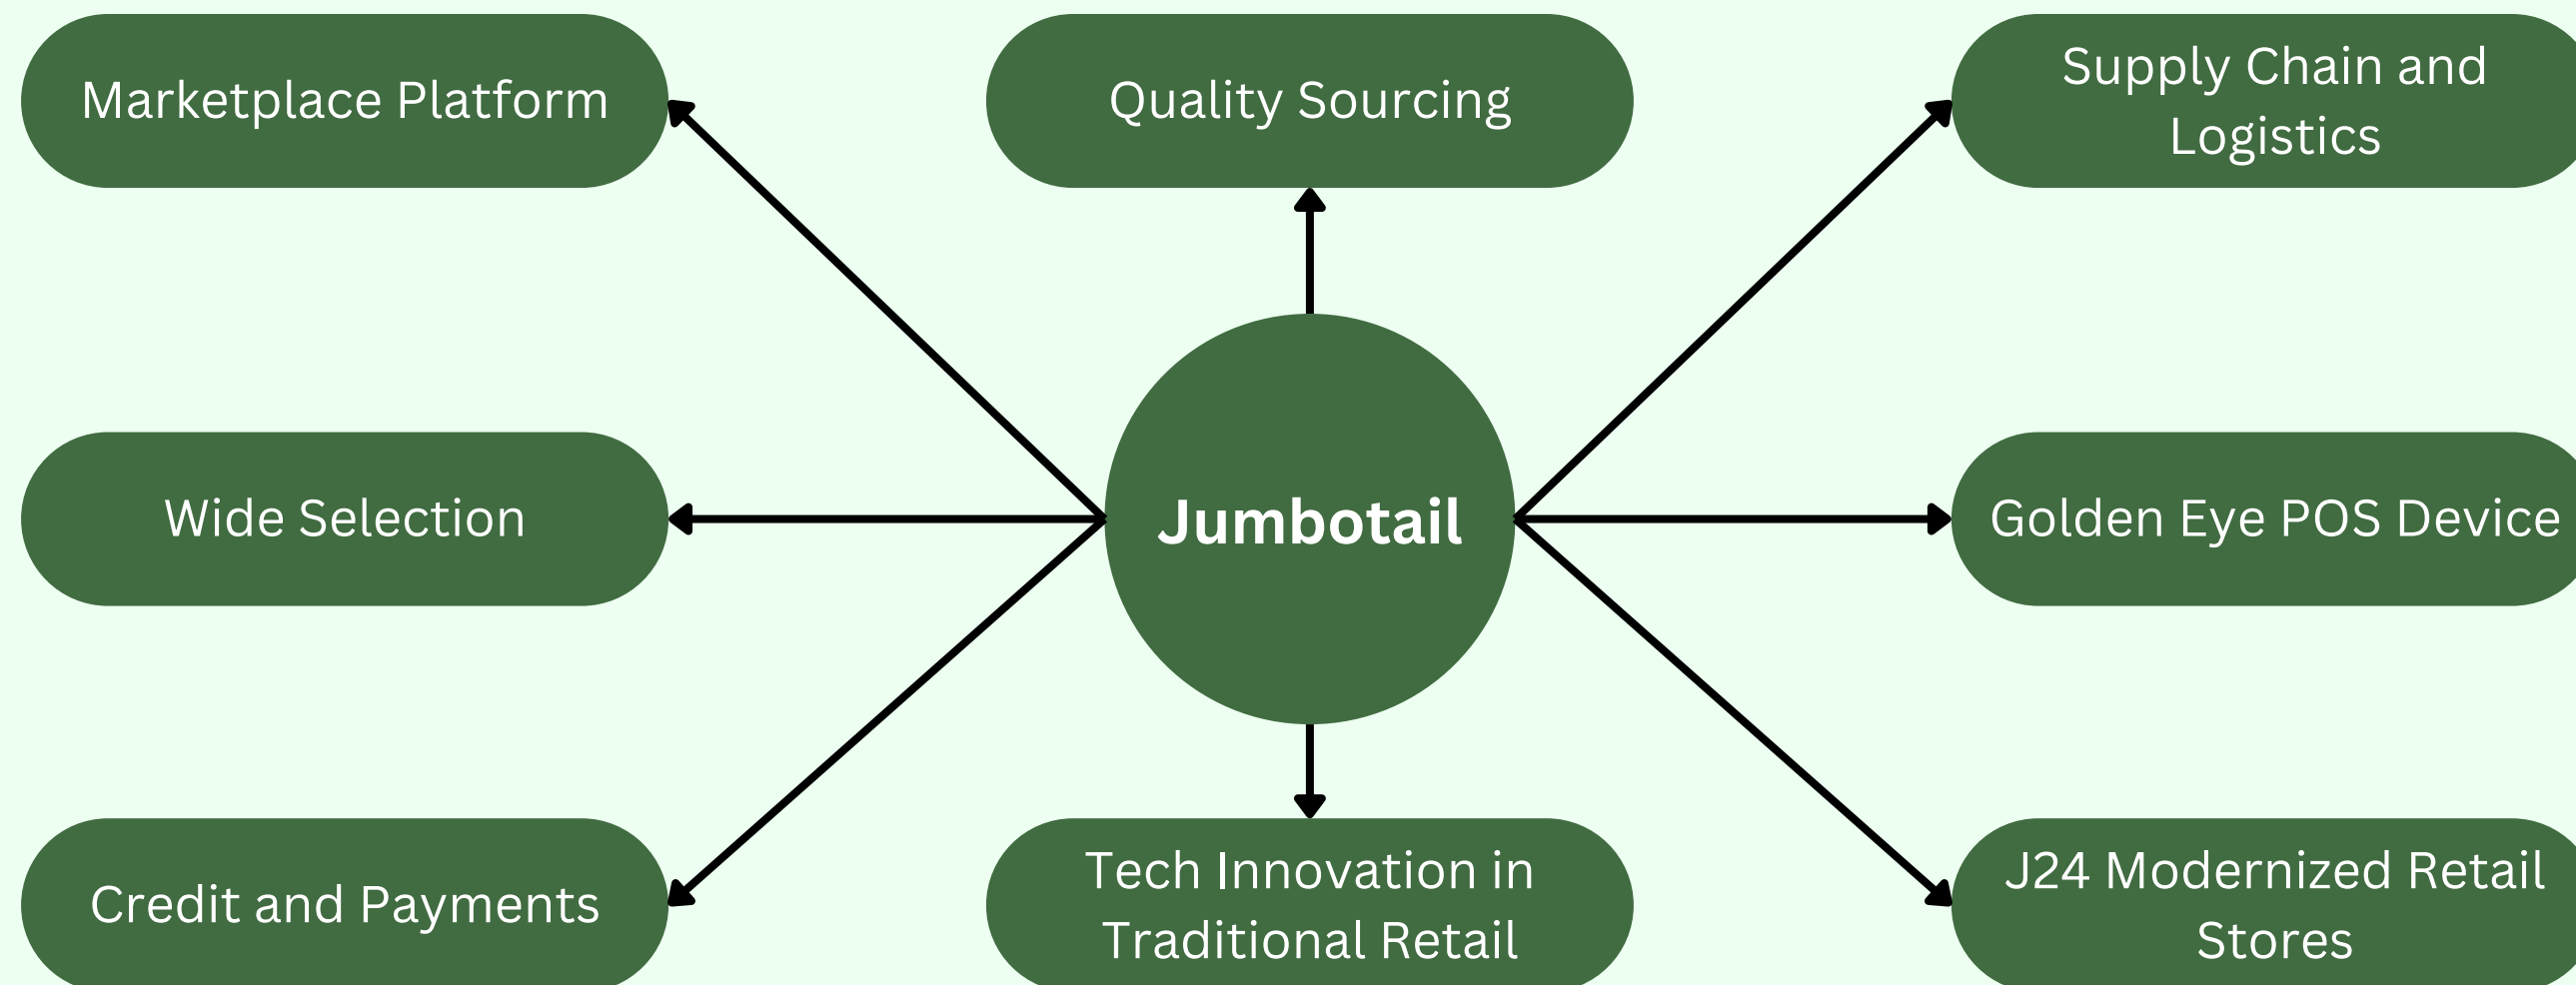 Marketplace Platform
Quality Sourcing
Supply Chain and
Logistics
Wide Selection
Jumbotail
Golden Eye POS Device
Credit and Payments
Tech Innovation in
Traditional Retail
J24 Modernized Retail
Stores